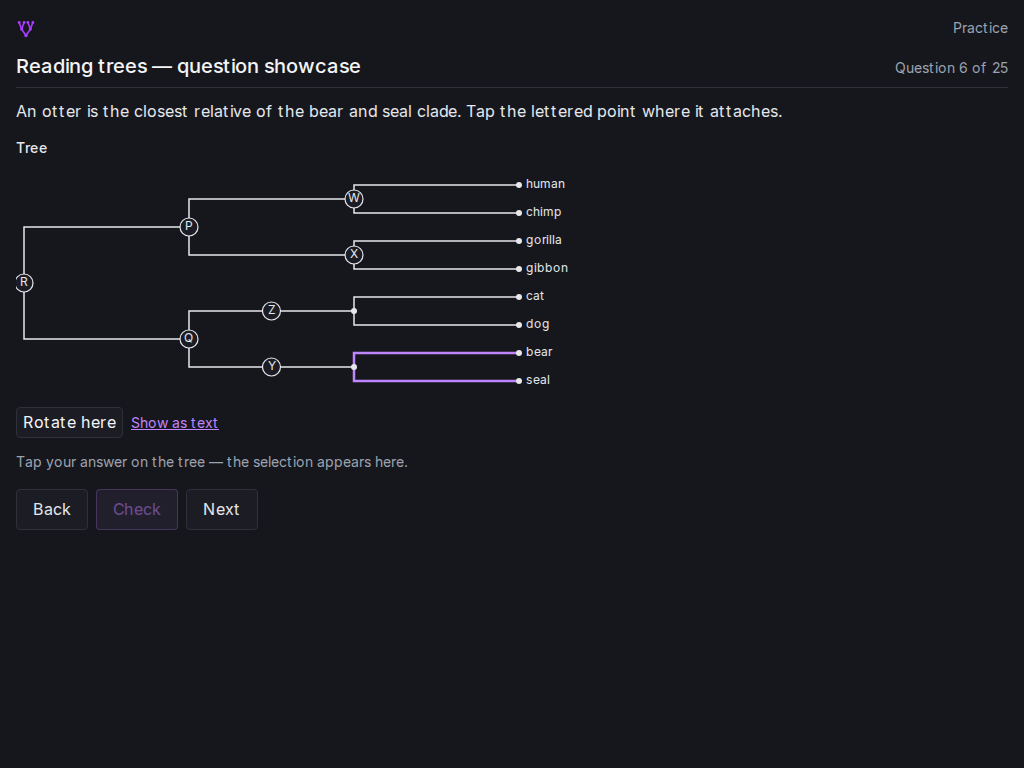 Practice
Reading trees — question showcase
Question 6 of 25
An otter is the closest relative of the bear and seal clade. Tap the lettered point where it attaches.
Tree
human
W
chimp
P
gorilla
X
gibbon
R
cat
Z
dog
Q
bear
Y
seal
Rotate here Show as text
Tap your answer on the tree — the selection appears here.
Back Check Next